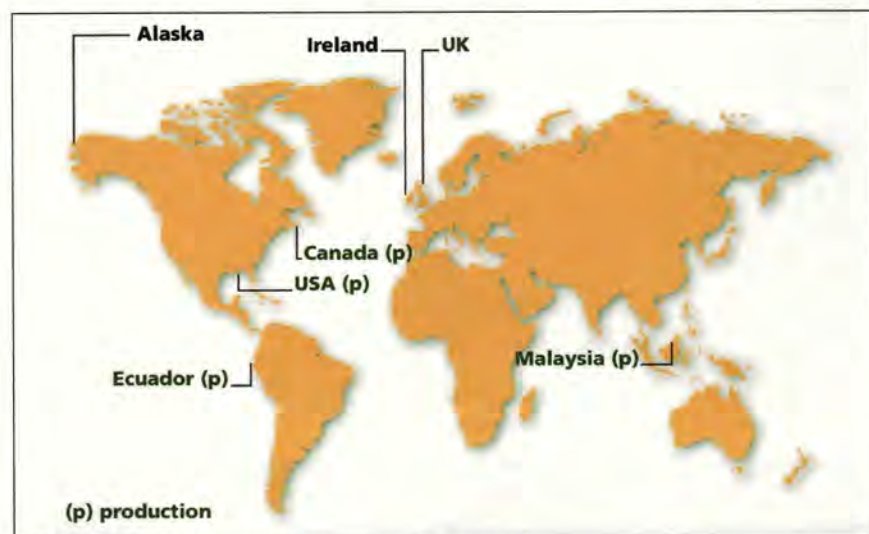 Alaska
Ireland
UK
Canada (p)
USA (p)
Malaysia (p)
Ecuador (p)
(p) production